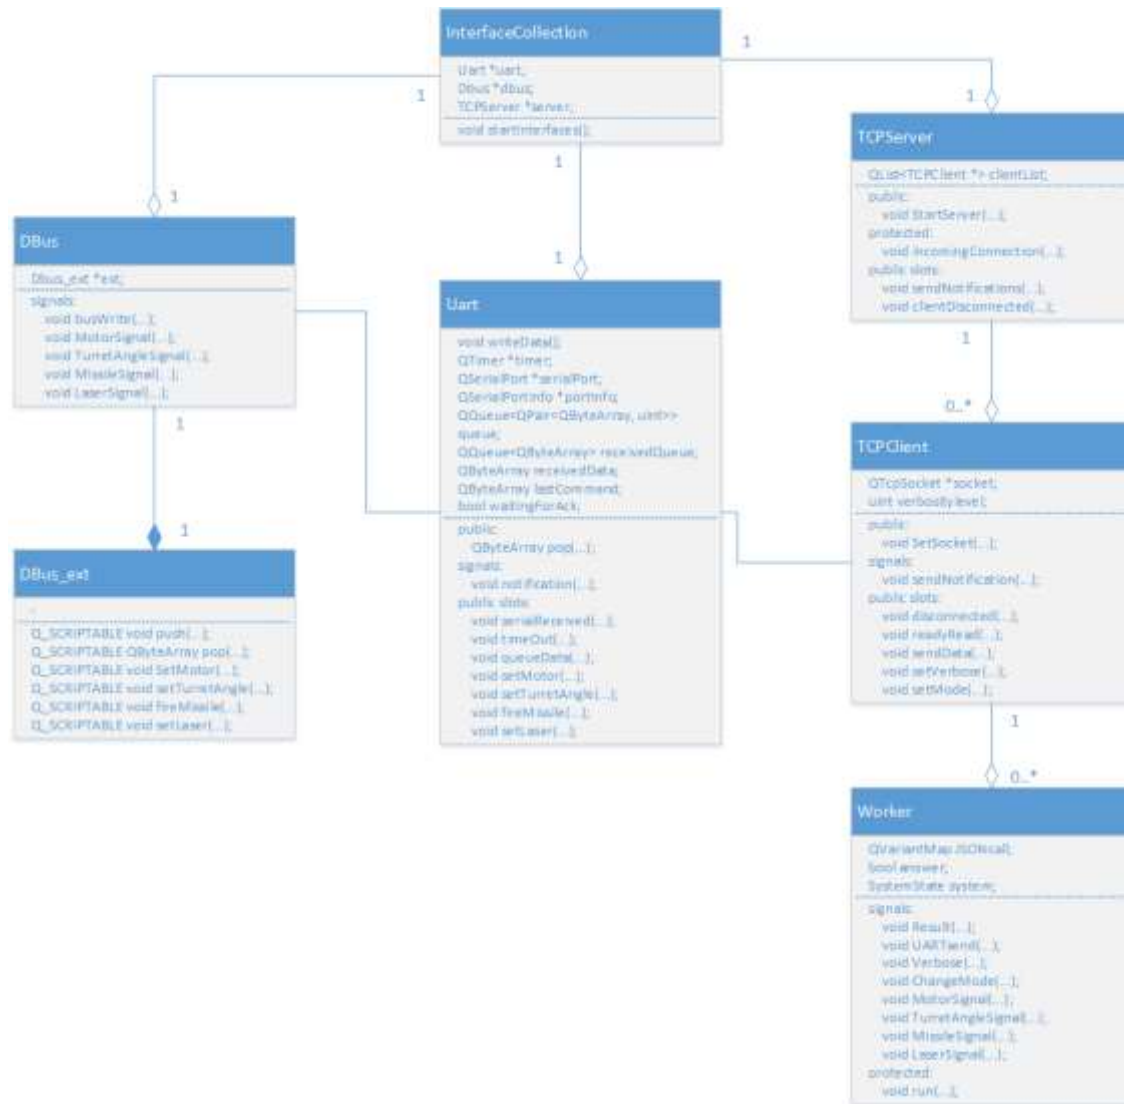 InterfaceCollection
Uart *uart;
Dbus *dbus;
TCPServer *server;
void startInterfaces();
1
1
1
1
1
1
DBus
Dbus_ext *ext;
signals:
void busWrite(...);
void MotorSignal(...);
void TurretAngleSignal(...);
void MissileSignal(...);
void LaserSignal(...);
1
1
DBus_ext
-
Q_SCRIPTABLE void push(...);
Q_SCRIPTABLE QByteArray pop(...);
Q_SCRIPTABLE void SetMotor(...);
Q_SCRIPTABLE void setTurretAngle(...);
Q_SCRIPTABLE void fireMissile(...);
Q_SCRIPTABLE void setLaser(...);
Uart
void writeData();
QTimer *timer;
QSerialPort *serialPort;
QSerialPortInfo *portInfo;
QQueue<QPair<QByteArray, uint>>
queue;
QQueue<QByteArray> receivedQueue;
QByteArray receivedData;
QByteArray lastCommand;
bool waitingForAck;
public:
QByteArray pop(...);
signals:
void notification(...);
public slots:
void serialReceived(...);
void timeOut(...);
void queueData(...);
void setMotor(...);
void setTurretAngle(...);
void fireMissile(...);
void setLaser(...);
TCPServer
QList<TCPClient *> clientList;
public:
void StartServer(...);
protected:
void incomingConnection(...);
public slots:
void sendNotifications(...);
void clientDisconnected(...);
1
0..*
TCPClient
QTcpSocket *socket;
uint verbosityLevel;
public:
void SetSocket(...);
signals:
void sendNotification(...);
public slots:
void disconnected(...);
void readyRead(...);
void sendData(...);
void setVerbose(...);
void setMode(...);
1
0..*
Worker
QVariantMap JSONcall;
bool answer;
SystemState system;
signals:
void Result(...);
void UARTsend(...);
void Verbose(...);
void ChangeMode(...);
void MotorSignal(...);
void TurretAngleSignal(...);
void MissileSignal(...);
void LaserSignal(...);
protected:
void run(...);